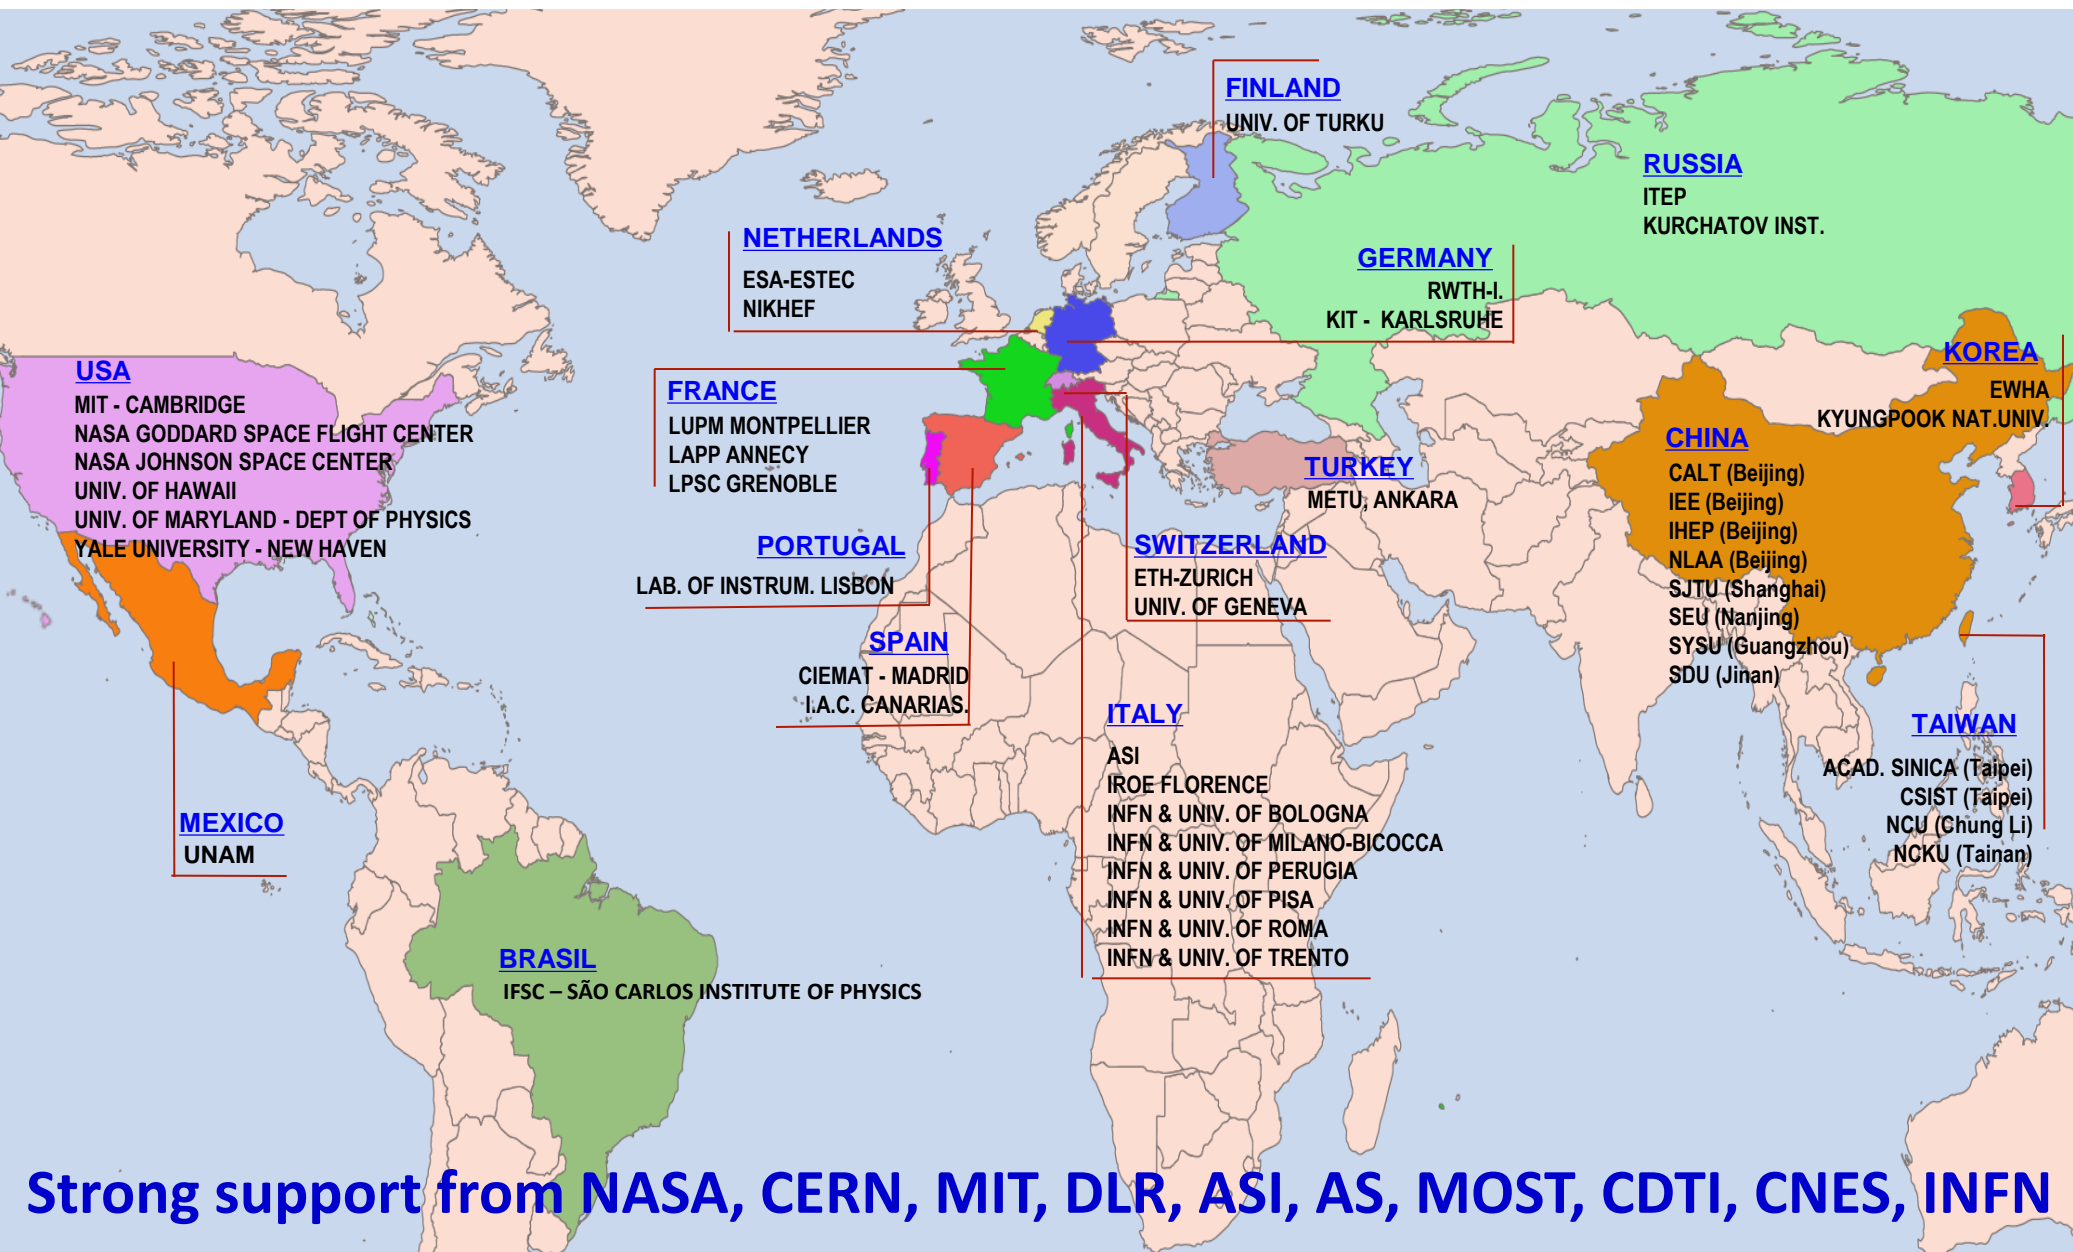 FINLAND
UNIV. OF TURKU
RUSSIA
ITEP
KURCHATOV INST.
NETHERLANDS
ESA-ESTEC
NIKHEF
GERMANY
RWTH-I.
KIT - KARLSRUHE
USA
MIT - CAMBRIDGE
NASA GODDARD SPACE FLIGHT CENTER
NASA JOHNSON SPACE CENTER
UNIV. OF HAWAII
UNIV. OF MARYLAND - DEPT OF PHYSICS
YALE UNIVERSITY - NEW HAVEN
FRANCE
LUPM MONTPELLIER
LAPP ANNECY
LPSC GRENOBLE
KOREA
EWHA
KYUNGPOOK NAT.UNIV.
TURKEY
METU, ANKARA
CHINA
CALT (Beijing)
IEE (Beijing)
IHEP (Beijing)
NLAA (Beijing)
SJTU (Shanghai)
SEU (Nanjing)
SYSU (Guangzhou)
SDU (Jinan)
PORTUGAL
LAB. OF INSTRUM. LISBON
SWITZERLAND
ETH-ZURICH
UNIV. OF GENEVA
SPAIN
CIEMAT - MADRID
I.A.C. CANARIAS.
ITALY
ASI
IROE FLORENCE
INFN & UNIV. OF BOLOGNA
INFN & UNIV. OF MILANO-BICOCCA
INFN & UNIV. OF PERUGIA
INFN & UNIV. OF PISA
INFN & UNIV. OF ROMA
INFN & UNIV. OF TRENTO
TAIWAN
ACAD. SINICA (Taipei)
CSIST (Taipei)
NCU (Chung Li)
NCKU (Tainan)
MEXICO
UNAM
BRASIL
IFSC – SÃO CARLOS INSTITUTE OF PHYSICS
Strong support from NASA, CERN, MIT, DLR, ASI, AS, MOST, CDTI, CNES, INFN